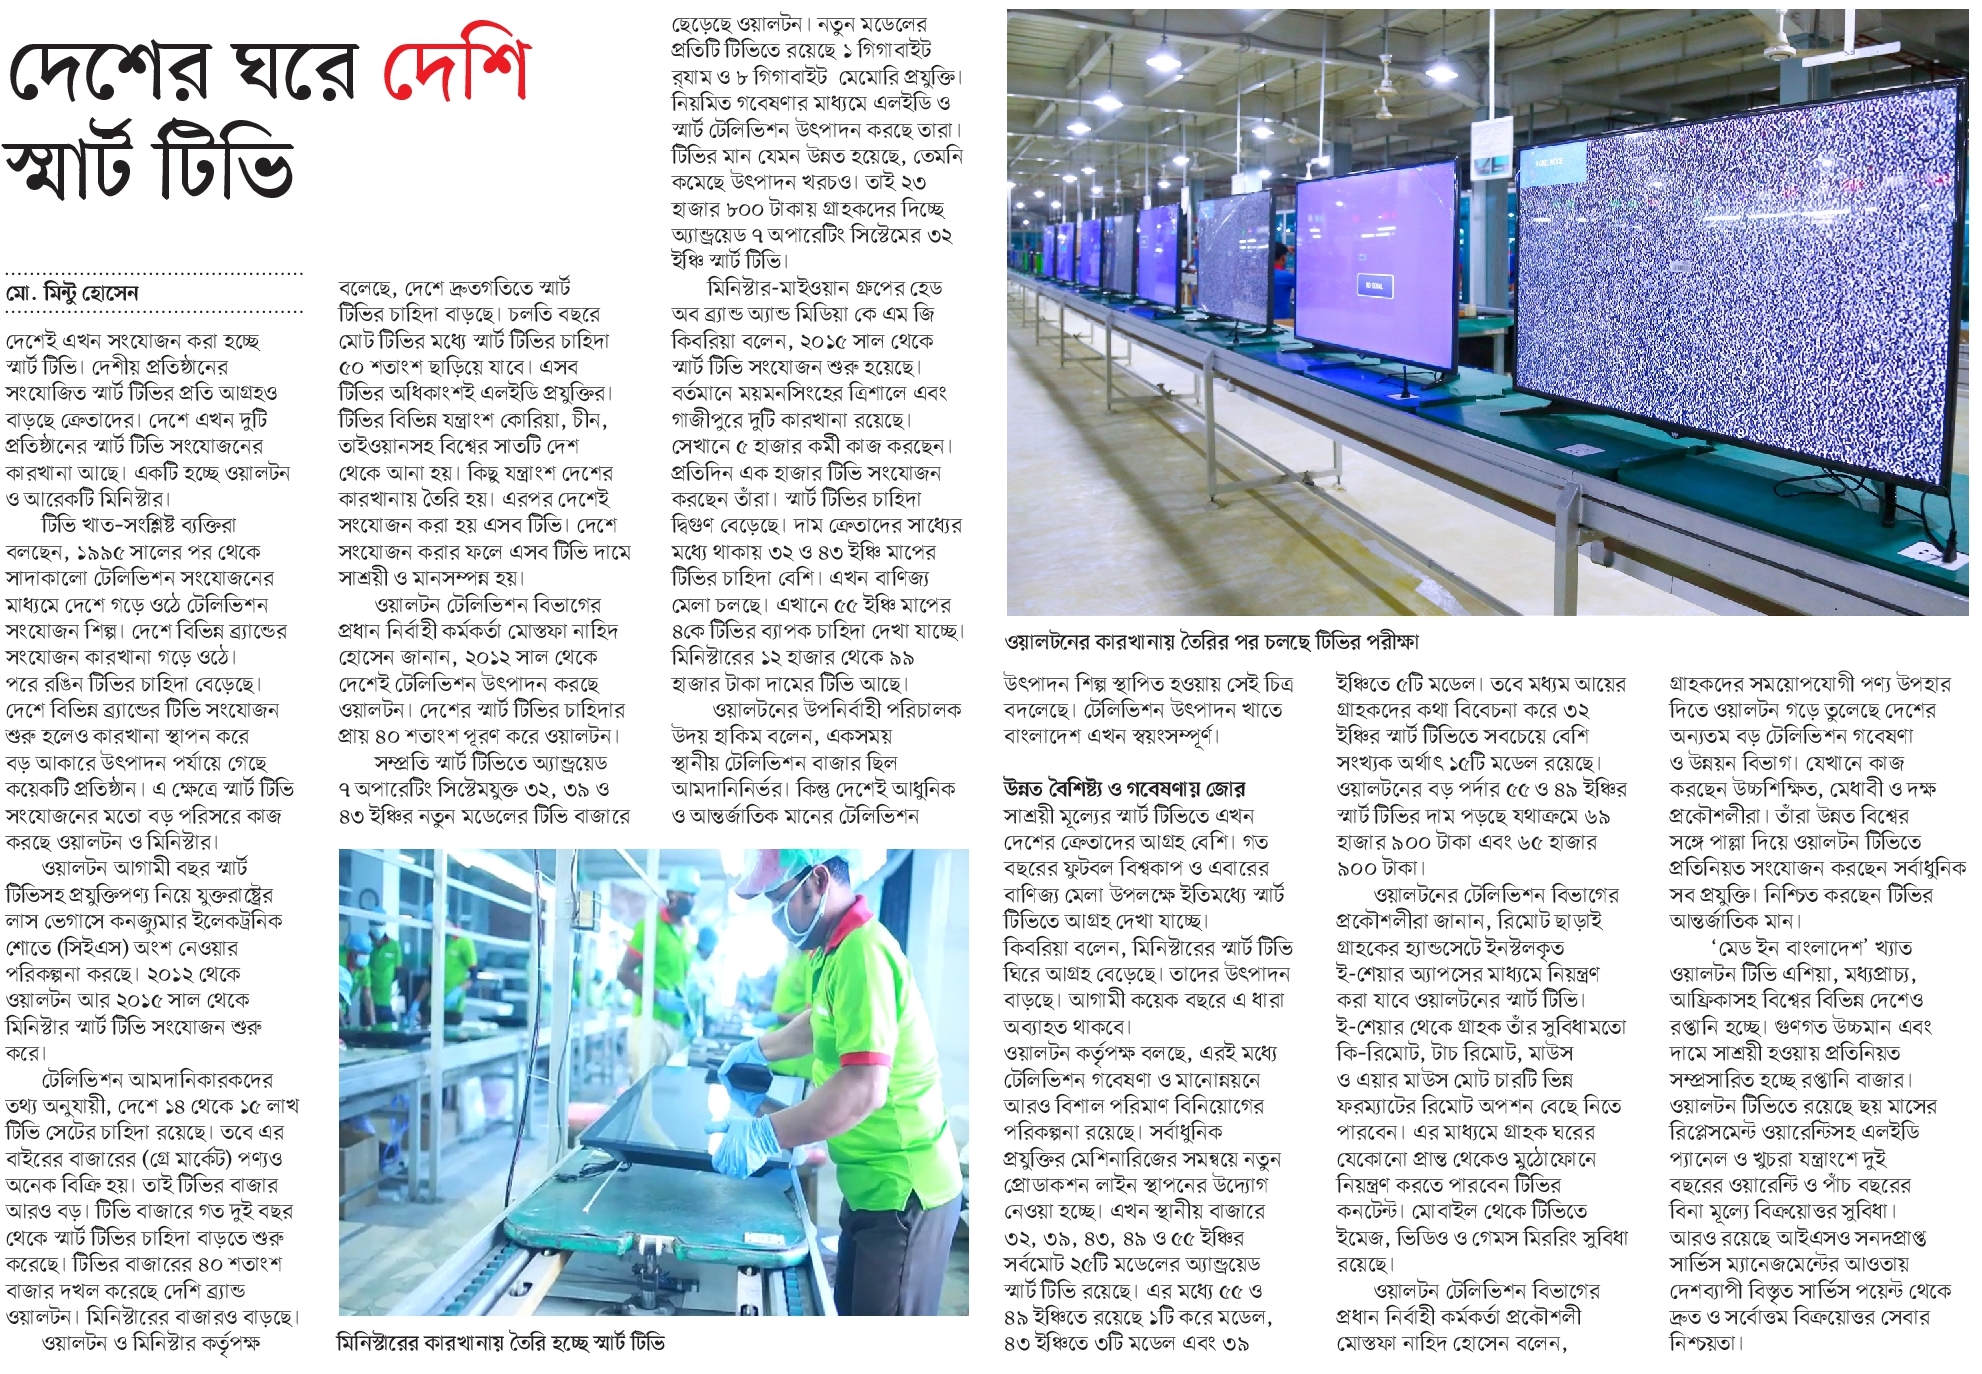 দেশের ঘরে দেশি
স্মার্ট টিভি
মো. মিন্টু হোসেন
দেশেই এখন সংযোজন করা হচ্ছে
স্মার্ট টিভি। দেশীয় প্রতিষ্ঠানের
সংযোজিত স্মার্ট টিভির প্রতি আগ্রহও
বাড়ছে ক্রেতাদের। দেশে এখন দুটি
প্রতিষ্ঠানের স্মার্ট টিভি সংযোজনের
কারখানা আছে। একটি হচ্ছে ওয়ালটন
ও আরেকটি মিনিস্টার।
টিভি খাত-সংশ্লিষ্ট ব্যক্তিরা
বলছেন, ১৯৯৫ সালের পর থেকে
সাদাকালো টেলিভিশন সংযোজনের
মাধ্যমে দেশে গড়ে ওঠে টেলিভিশন
সংযোজন শিল্প। দেশে বিভিন্ন ব্র্যান্ডের
সংযোজন কারখানা গড়ে ওঠে।
পরে রঙিন টিভির চাহিদা বেড়েছে।
দেশে বিভিন্ন ব্র্যান্ডের টিভি সংযোজন
শুরু হলেও কারখানা স্থাপন করে
বড় আকারে উৎপাদন পর্যায়ে গেছে
কয়েকটি প্রতিষ্ঠান। এ ক্ষেত্রে স্মার্ট টিভি
সংযোজনের মতো বড় পরিসরে কাজ
করছে ওয়ালটন ও মিনিস্টার।
ওয়ালটন আগামী বছর স্মার্ট
টিভিসহ প্রযুক্তিপণ্য নিয়ে যুক্তরাষ্ট্রের
লাস ভেগাসে কনজ্যুমার ইলেকট্রনিক
শোতে (সিইএস) অংশ নেওয়ার
পরিকল্পনা করছে। ২০১২ থেকে
ওয়ালটন আর ২০১৫ সাল থেকে
মিনিস্টার স্মার্ট টিভি সংযোজন শুরু
করে।
টেলিভিশন আমদানিকারকদের
তথ্য অনুযায়ী, দেশে ১৪ থেকে ১৫ লাখ
টিভি সেটের চাহিদা রয়েছে। তবে এর
বাইরের বাজারের (গ্রে মার্কেট) পণ্যও
অনেক বিক্রি হয়। তাই টিভির বাজার
আরও বড়। টিভি বাজারে গত দুই বছর
থেকে স্মার্ট টিভির চাহিদা বাড়তে শুরু
করেছে। টিভির বাজারের ৪০ শতাংশ
বাজার দখল করেছে দেশি ব্র্যান্ড
ওয়ালটন। মিনিস্টারের বাজারও বাড়ছে।
ওয়ালটন ও মিনিস্টার কর্তৃপক্ষ
বলেছে, দেশে দ্রুতগতিতে স্মার্ট
টিভির চাহিদা বাড়ছে। চলতি বছরে
মোট টিভির মধ্যে স্মার্ট টিভির চাহিদা
৫০ শতাংশ ছাড়িয়ে যাবে। এসব
টিভির অধিকাংশই এলইডি প্রযুক্তির।
টিভির বিভিন্ন যন্ত্রাংশ কোরিয়া, চীন,
তাইওয়ানসহ বিশ্বের সাতটি দেশ
থেকে আনা হয়। কিছু যন্ত্রাংশ দেশের
কারখানায় তৈরি হয়। এরপর দেশেই
সংযোজন করা হয় এসব টিভি। দেশে
সংযোজন করার ফলে এসব টিভি দামে
সাশ্রয়ী ও মানসম্পন্ন হয়।
ওয়ালটন টেলিভিশন বিভাগের
প্রধান নির্বাহী কর্মকর্তা মোস্তফা নাহিদ
হোসেন জানান, ২০১২ সাল থেকে
দেশেই টেলিভিশন উৎপাদন করছে
ওয়ালটন। দেশের স্মার্ট টিভির চাহিদার
প্রায় ৪০ শতাংশ পূরণ করে ওয়ালটন।
সম্প্রতি স্মার্ট টিভিতে অ্যান্ড্রয়েড
৭ অপারেটিং সিস্টেমযুক্ত ৩২, ৩৯ ও
৪৩ ইঞ্চির নতুন মডেলের টিভি বাজারে
মিনিস্টারের কারখানায় তৈরি হচ্ছে স্মার্ট টিভি
ছেড়েছে ওয়ালটন। নতুন মডেলের
প্রতিটি টিভিতে রয়েছে ১ গিগাবাইট
র‍্যাম ও ৮ গিগাবাইট মেমোরি প্রযুক্তি।
নিয়মিত গবেষণার মাধ্যমে এলইডি ও
স্মার্ট টেলিভিশন উৎপাদন করছে তারা।
টিভির মান যেমন উন্নত হয়েছে, তেমনি
কমেছে উৎপাদন খরচও। তাই ২৩
হাজার ৮০০ টাকায় গ্রাহকদের দিচ্ছে
অ্যান্ড্রয়েড ৭ অপারেটিং সিস্টেমের ৩২
ইঞ্চি স্মার্ট টিভি।
মিনিস্টার-মাইওয়ান গ্রুপের হেড
অব ব্র্যান্ড অ্যান্ড মিডিয়া কে এম জি
কিবরিয়া বলেন, ২০১৫ সাল থেকে
স্মার্ট টিভি সংযোজন শুরু হয়েছে।
বর্তমানে ময়মনসিংহের ত্রিশালে এবং
গাজীপুরে দুটি কারখানা রয়েছে।
সেখানে ৫ হাজার কর্মী কাজ করছেন।
প্রতিদিন এক হাজার টিভি সংযোজন
করছেন তাঁরা। স্মার্ট টিভির চাহিদা
দ্বিগুণ বেড়েছে। দাম ক্রেতাদের সাধ্যের
মধ্যে থাকায় ৩২ ও ৪৩ ইঞ্চি মাপের
টিভির চাহিদা বেশি। এখন বাণিজ্য
মেলা চলছে। এখানে ৫৫ ইঞ্চি মাপের
৪কে টিভির ব্যাপক চাহিদা দেখা যাচ্ছে।
মিনিস্টারের ১২ হাজার থেকে ৯৯
হাজার টাকা দামের টিভি আছে।
ওয়ালটনের উপনির্বাহী পরিচালক
উদয় হাকিম বলেন, একসময়
স্থানীয় টেলিভিশন বাজার ছিল
আমদানিনির্ভর। কিন্তু দেশেই আধুনিক
ও আন্তর্জাতিক মানের টেলিভিশন
NO SIGNAL
ওয়ালটনের কারখানায় তৈরির পর চলছে টিভির পরীক্ষা
উৎপাদন শিল্প স্থাপিত হওয়ায় সেই চিত্র
বদলেছে। টেলিভিশন উৎপাদন খাতে
বাংলাদেশ এখন স্বয়ংসম্পূর্ণ।
উন্নত বৈশিষ্ট্য ও গবেষণায় জোর
সাশ্রয়ী মূল্যের স্মার্ট টিভিতে এখন
দেশের ক্রেতাদের আগ্রহ বেশি। গত
বছরের ফুটবল বিশ্বকাপ ও এবারের
বাণিজ্য মেলা উপলক্ষে ইতিমধ্যে স্মার্ট
টিভিতে আগ্রহ দেখা যাচ্ছে।
কিবরিয়া বলেন, মিনিস্টারের স্মার্ট টিভি
ঘিরে আগ্রহ বেড়েছে। তাদের উৎপাদন
বাড়ছে। আগামী কয়েক বছরে এ ধারা
অব্যাহত থাকবে।
ওয়ালটন কর্তৃপক্ষ বলছে, এরই মধ্যে
টেলিভিশন গবেষণা ও মানোন্নয়নে
আরও বিশাল পরিমাণ বিনিয়োগের
পরিকল্পনা রয়েছে। সর্বাধুনিক
প্রযুক্তির মেশিনারিজের সমন্বয়ে নতুন
প্রোডাকশন লাইন স্থাপনের উদ্যোগ
নেওয়া হচ্ছে। এখন স্থানীয় বাজারে
৩২, ৩৯, ৪৩, ৪৯ ও ৫৫ ইঞ্চির
সর্বমোট ২৫টি মডেলের অ্যান্ড্রয়েড
স্মার্ট টিভি রয়েছে। এর মধ্যে ৫৫ ও
৪৯ ইঞ্চিতে রয়েছে ১টি করে মডেল,
৪৩ ইঞ্চিতে ৩টি মডেল এবং ৩৯
ইঞ্চিতে ৫টি মডেল। তবে মধ্যম আয়ের
গ্রাহকদের কথা বিবেচনা করে ৩২
ইঞ্চির স্মার্ট টিভিতে সবচেয়ে বেশি
সংখ্যক অর্থাৎ ১৫টি মডেল রয়েছে।
ওয়ালটনের বড় পর্দার ৫৫ ও ৪৯ ইঞ্চির
স্মার্ট টিভির দাম পড়ছে যথাক্রমে ৬৯
হাজার ৯০০ টাকা এবং ৬৫ হাজার
৯০০ টাকা।
ওয়ালটনের টেলিভিশন বিভাগের
প্রকৌশলীরা জানান, রিমোট ছাড়াই
গ্রাহকের হ্যান্ডসেটে ইনস্টলকৃত
ই-শেয়ার অ্যাপসের মাধ্যমে নিয়ন্ত্রণ
করা যাবে ওয়ালটনের স্মার্ট টিভি।
ই-শেয়ার থেকে গ্রাহক তাঁর সুবিধামতো
কি-রিমোট, টাচ রিমোট, মাউস
ও এয়ার মাউস মোট চারটি ভিন্ন
ফরম্যাটের রিমোট অপশন বেছে নিতে
পারবেন। এর মাধ্যমে গ্রাহক ঘরের
যেকোনো প্রান্ত থেকেও মুঠোফোনে
নিয়ন্ত্রণ করতে পারবেন টিভির
কনটেন্ট। মোবাইল থেকে টিভিতে
ইমেজ, ভিডিও ও গেমস মিররিং সুবিধা
রয়েছে।
ওয়ালটন টেলিভিশন বিভাগের
প্রধান নির্বাহী কর্মকর্তা প্রকৌশলী
মোস্তফা নাহিদ হোসেন বলেন,
গ্রাহকদের সময়োপযোগী পণ্য উপহার
দিতে ওয়ালটন গড়ে তুলেছে দেশের
অন্যতম বড় টেলিভিশন গবেষণা
ও উন্নয়ন বিভাগ। যেখানে কাজ
করছেন উচ্চশিক্ষিত, মেধাবী ও দক্ষ
প্রকৌশলীরা। তাঁরা উন্নত বিশ্বের
সঙ্গে পাল্লা দিয়ে ওয়ালটন টিভিতে
প্রতিনিয়ত সংযোজন করছেন সর্বাধুনিক
সব প্রযুক্তি। নিশ্চিত করছেন টিভির
আন্তর্জাতিক মান।
‘মেড ইন বাংলাদেশ’ খ্যাত
ওয়ালটন টিভি এশিয়া, মধ্যপ্রাচ্য,
আফ্রিকাসহ বিশ্বের বিভিন্ন দেশেও
রপ্তানি হচ্ছে। গুণগত উচ্চমান এবং
দামে সাশ্রয়ী হওয়ায় প্রতিনিয়ত
সম্প্রসারিত হচ্ছে রপ্তানি বাজার।
ওয়ালটন টিভিতে রয়েছে ছয় মাসের
রিপ্লেসমেন্ট ওয়ারেন্টিসহ এলইডি
প্যানেল ও খুচরা যন্ত্রাংশে দুই
বছরের ওয়ারেন্টি ও পাঁচ বছরের
বিনা মূল্যে বিক্রয়োত্তর সুবিধা।
আরও রয়েছে আইএসও সনদপ্রাপ্ত
সার্ভিস ম্যানেজমেন্টের আওতায়
দেশব্যাপী বিস্তৃত সার্ভিস পয়েন্ট থেকে
দ্রুত ও সর্বোত্তম বিক্রয়োত্তর সেবার
নিশ্চয়তা।